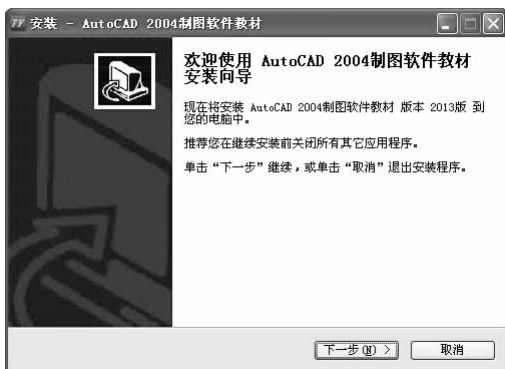 安装 - AutoCAD 2004制图软件教材
欢迎使用 AutoCAD 2004制图软件教材
安装向导
现在将安装 AutoCAD 2004制图软件教材 版本 2013版 到
您的电脑中。
推荐您在继续安装前关闭所有其它应用程序。
单击“下一步”继续，或单击“取消”退出安装程序。
下一步(N) >
取消